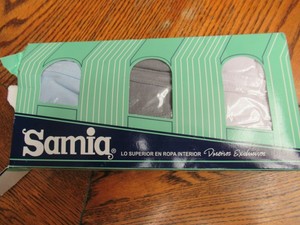 Samia®
LO SUPERIOR EN ROPA INTERIOR Diseños Exclusivos